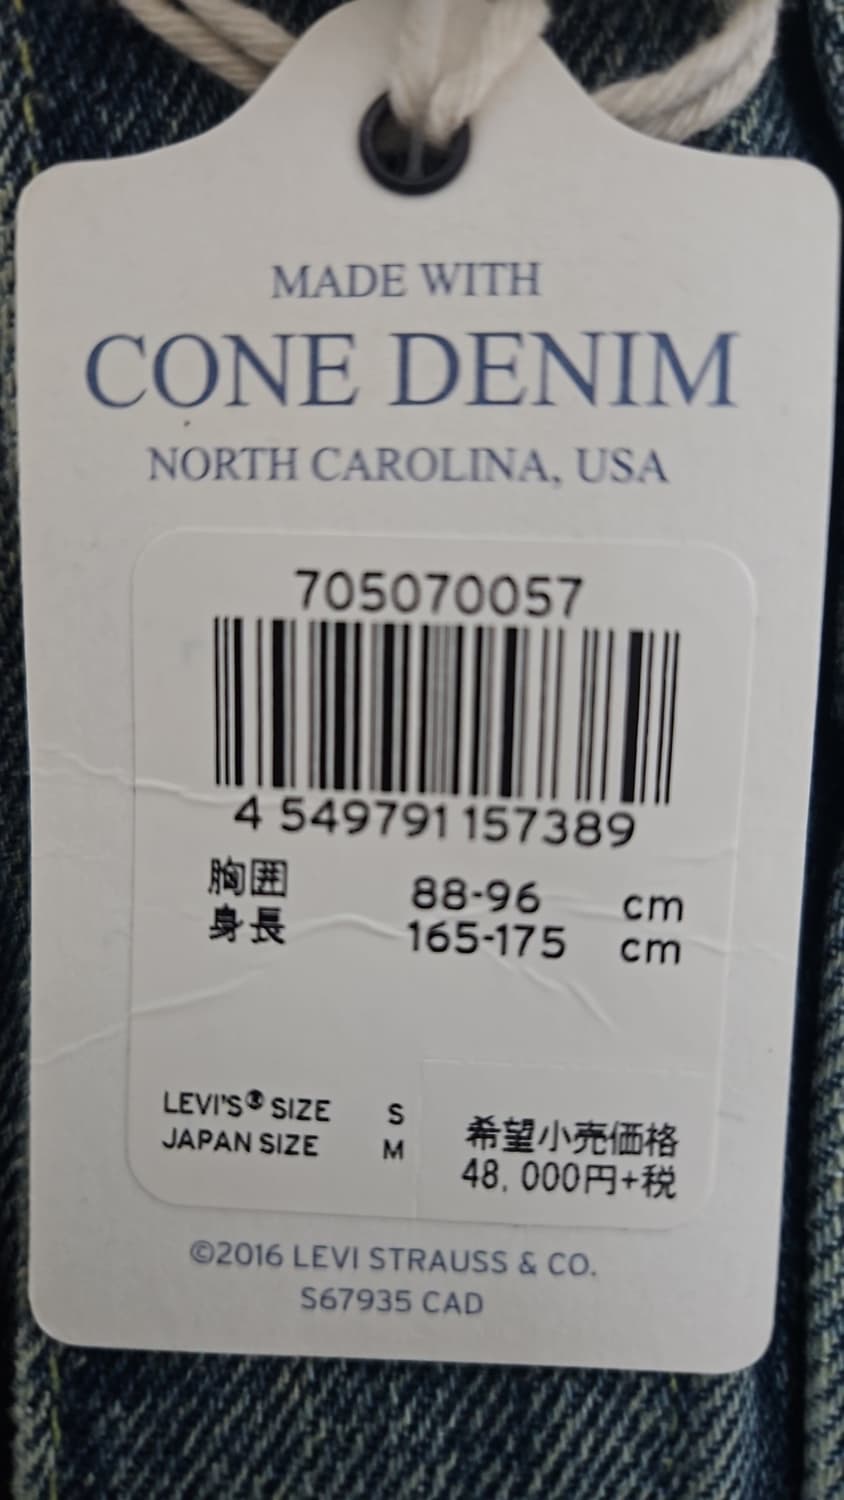 MADE WITH
CONE DENIM
NORTH CAROLINA, USA
705070057
4 549791 157389
胸囲 88-96 cm
身長 165-175 cm
LEVI'S® SIZE S
JAPAN SIZE M
希望小売価格
48,000円+税
©2016 LEVI STRAUSS & CO.
S67935 CAD